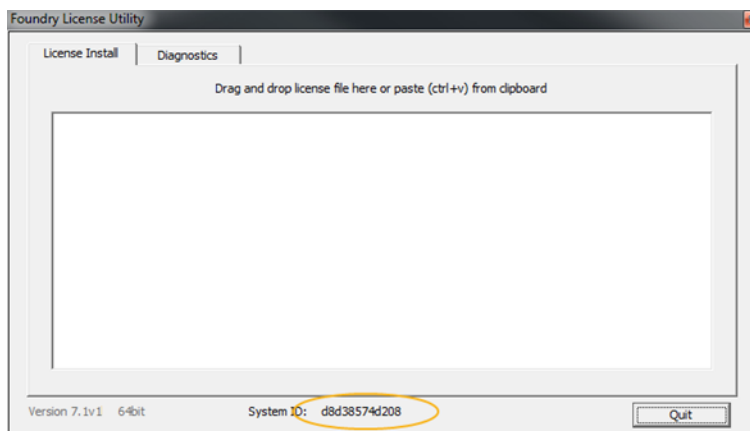 Foundry License Utility
License Install Diagnostics
Drag and drop license file here or paste (ctrl+v) from clipboard
Version 7.1v1 64bit System ID: d8d38574d208 Quit